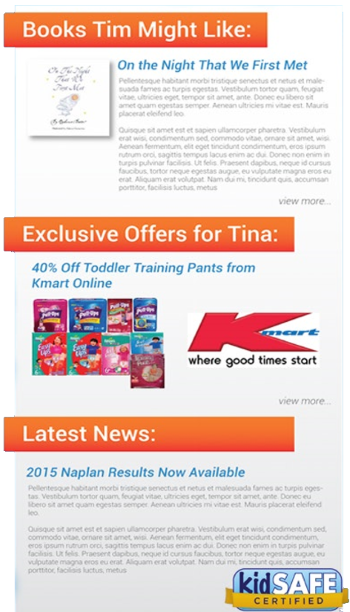 Books Tim Might Like:
On the Night That We First Met
On The Night
That We
First Met
Pellentesque habitant morbi tristique senectus et netus et male-
suada fames ac turpis egestas. Vestibulum tortor quam, feugiat
vitae, ultricies eget, tempor sit amet, ante. Donec eu libero sit
amet quam egestas semper. Aenean ultricies mi vitae est. Mauris
placerat eleifend leo.
Quisque sit amet est et sapien ullamcorper pharetra. Vestibulum
erat wisi, condimentum sed, commodo vitae, ornare sit amet, wisi.
Aenean fermentum, elit eget tincidunt condimentum, eros ipsum
rutrum orci, sagittis tempus lacus enim ac dui. Donec non enim in
turpis pulvinar facilisis. Ut felis. Praesent dapibus, neque id cursus
faucibus, tortor neque egestas augue, eu vulputate magna eros eu
erat. Aliquam erat volutpat. Nam dui mi, tincidunt quis, accumsan
porttitor, facilisis luctus, metus
view more...
Exclusive Offers for Tina:
40% Off Toddler Training Pants from
Kmart Online
Pull-Ups
Pull-Ups
Pull-Ups
Pull-Ups
Easy Ups
Easy Ups
Kmart
where good times start
view more...
Latest News:
2015 Naplan Results Now Available
Pellentesque habitant morbi tristique senectus et netus et malesuada fames ac turpis eges-
tas. Vestibulum tortor quam, feugiat vitae, ultricies eget, tempor sit amet, ante. Donec eu
libero sit amet quam egestas semper. Aenean ultricies mi vitae est. Mauris placerat eleifend
leo.
Quisque sit amet est et sapien ullamcorper pharetra. Vestibulum erat wisi, condimentum sed,
commodo vitae, ornare sit amet, wisi. Aenean fermentum, elit eget tincidunt condimentum,
eros ipsum rutrum orci, sagittis tempus lacus enim ac dui. Donec non enim in turpis pulvinar
facilisis. Ut felis. Praesent dapibus, neque id cursus faucibus, tortor neque egestas augue, eu
vulputate magna eros eu erat. Aliquam erat volutpat. Nam dui mi, tincidunt quis, accumsan
porttitor, facilisis luctus, metus
kidSAFE
CERTIFIED